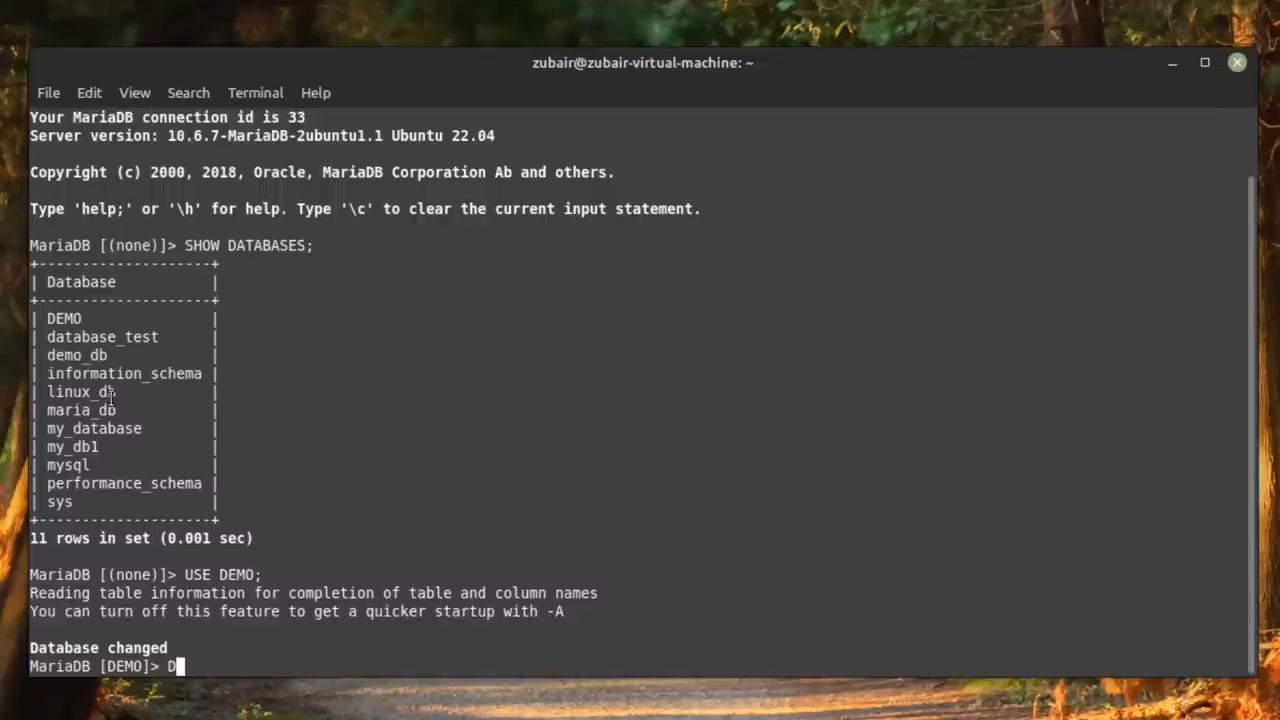 zubair@zubair-virtual-machine: ~
File Edit View Search Terminal Help
Your MariaDB connection id is 33
Server version: 10.6.7-MariaDB-2ubuntu1.1 Ubuntu 22.04
Copyright (c) 2000, 2018, Oracle, MariaDB Corporation Ab and others.
Type 'help;' or '\h' for help. Type '\c' to clear the current input statement.
MariaDB [(none)]> SHOW DATABASES;
+--------------------+
| Database           |
+--------------------+
| DEMO               |
| database_test      |
| demo_db            |
| information_schema |
| linux_db           |
| maria_db           |
| my_database        |
| my_db1             |
| mysql              |
| performance_schema |
| sys                |
+--------------------+
11 rows in set (0.001 sec)
MariaDB [(none)]> USE DEMO;
Reading table information for completion of table and column names
You can turn off this feature to get a quicker startup with -A
Database changed
MariaDB [DEMO]> D